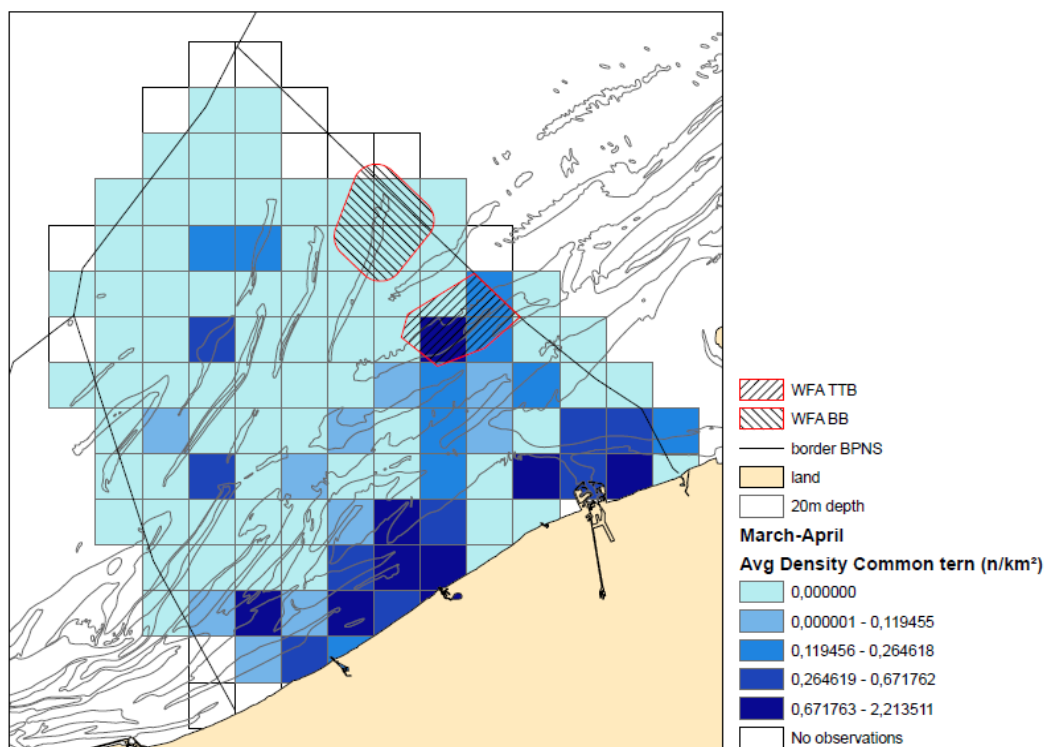 WFA TTB
WFA BB
border BPNS
land
20m depth
March-April
Avg Density Common tern (n/km²)
0,000000
0,000001 - 0,119455
0,119456 - 0,264618
0,264619 - 0,671762
0,671763 - 2,213511
No observations